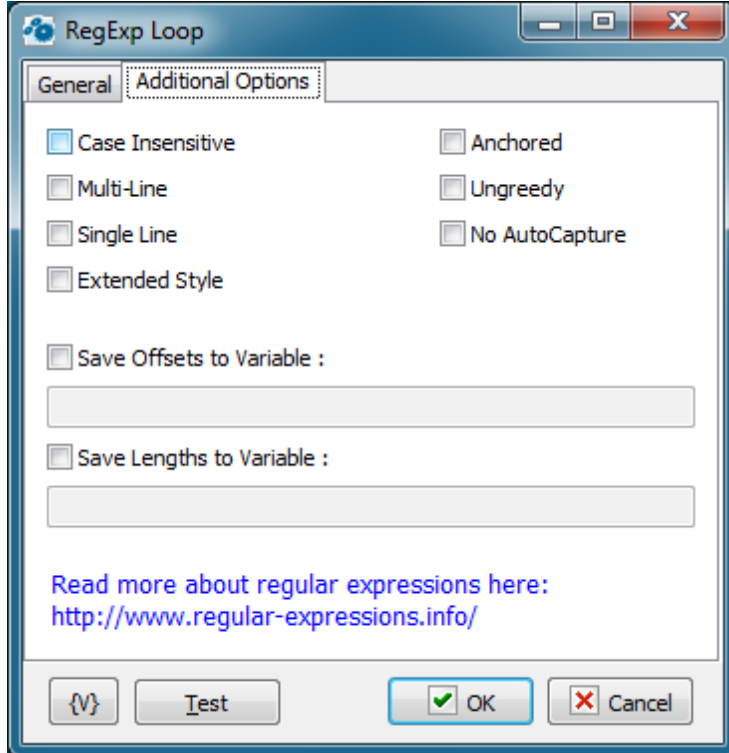 RegExp Loop
General Additional Options
Case Insensitive Anchored
Multi-Line Ungreedy
Single Line No AutoCapture
Extended Style
Save Offsets to Variable :
Save Lengths to Variable :
Read more about regular expressions here:
http://www.regular-expressions.info/
{V} Test OK Cancel